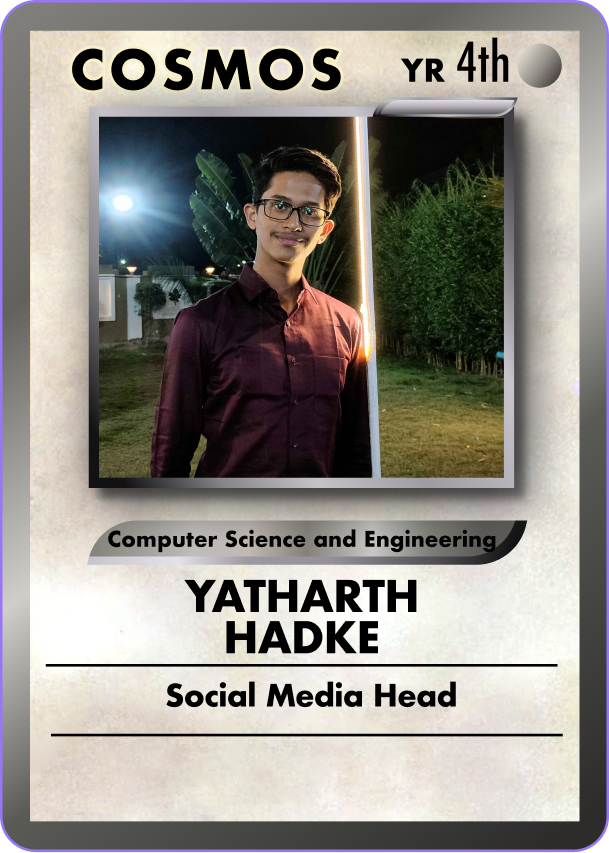 COSMOS
YR 4th
Computer Science and Engineering
YATHARTH
HADKE
Social Media Head